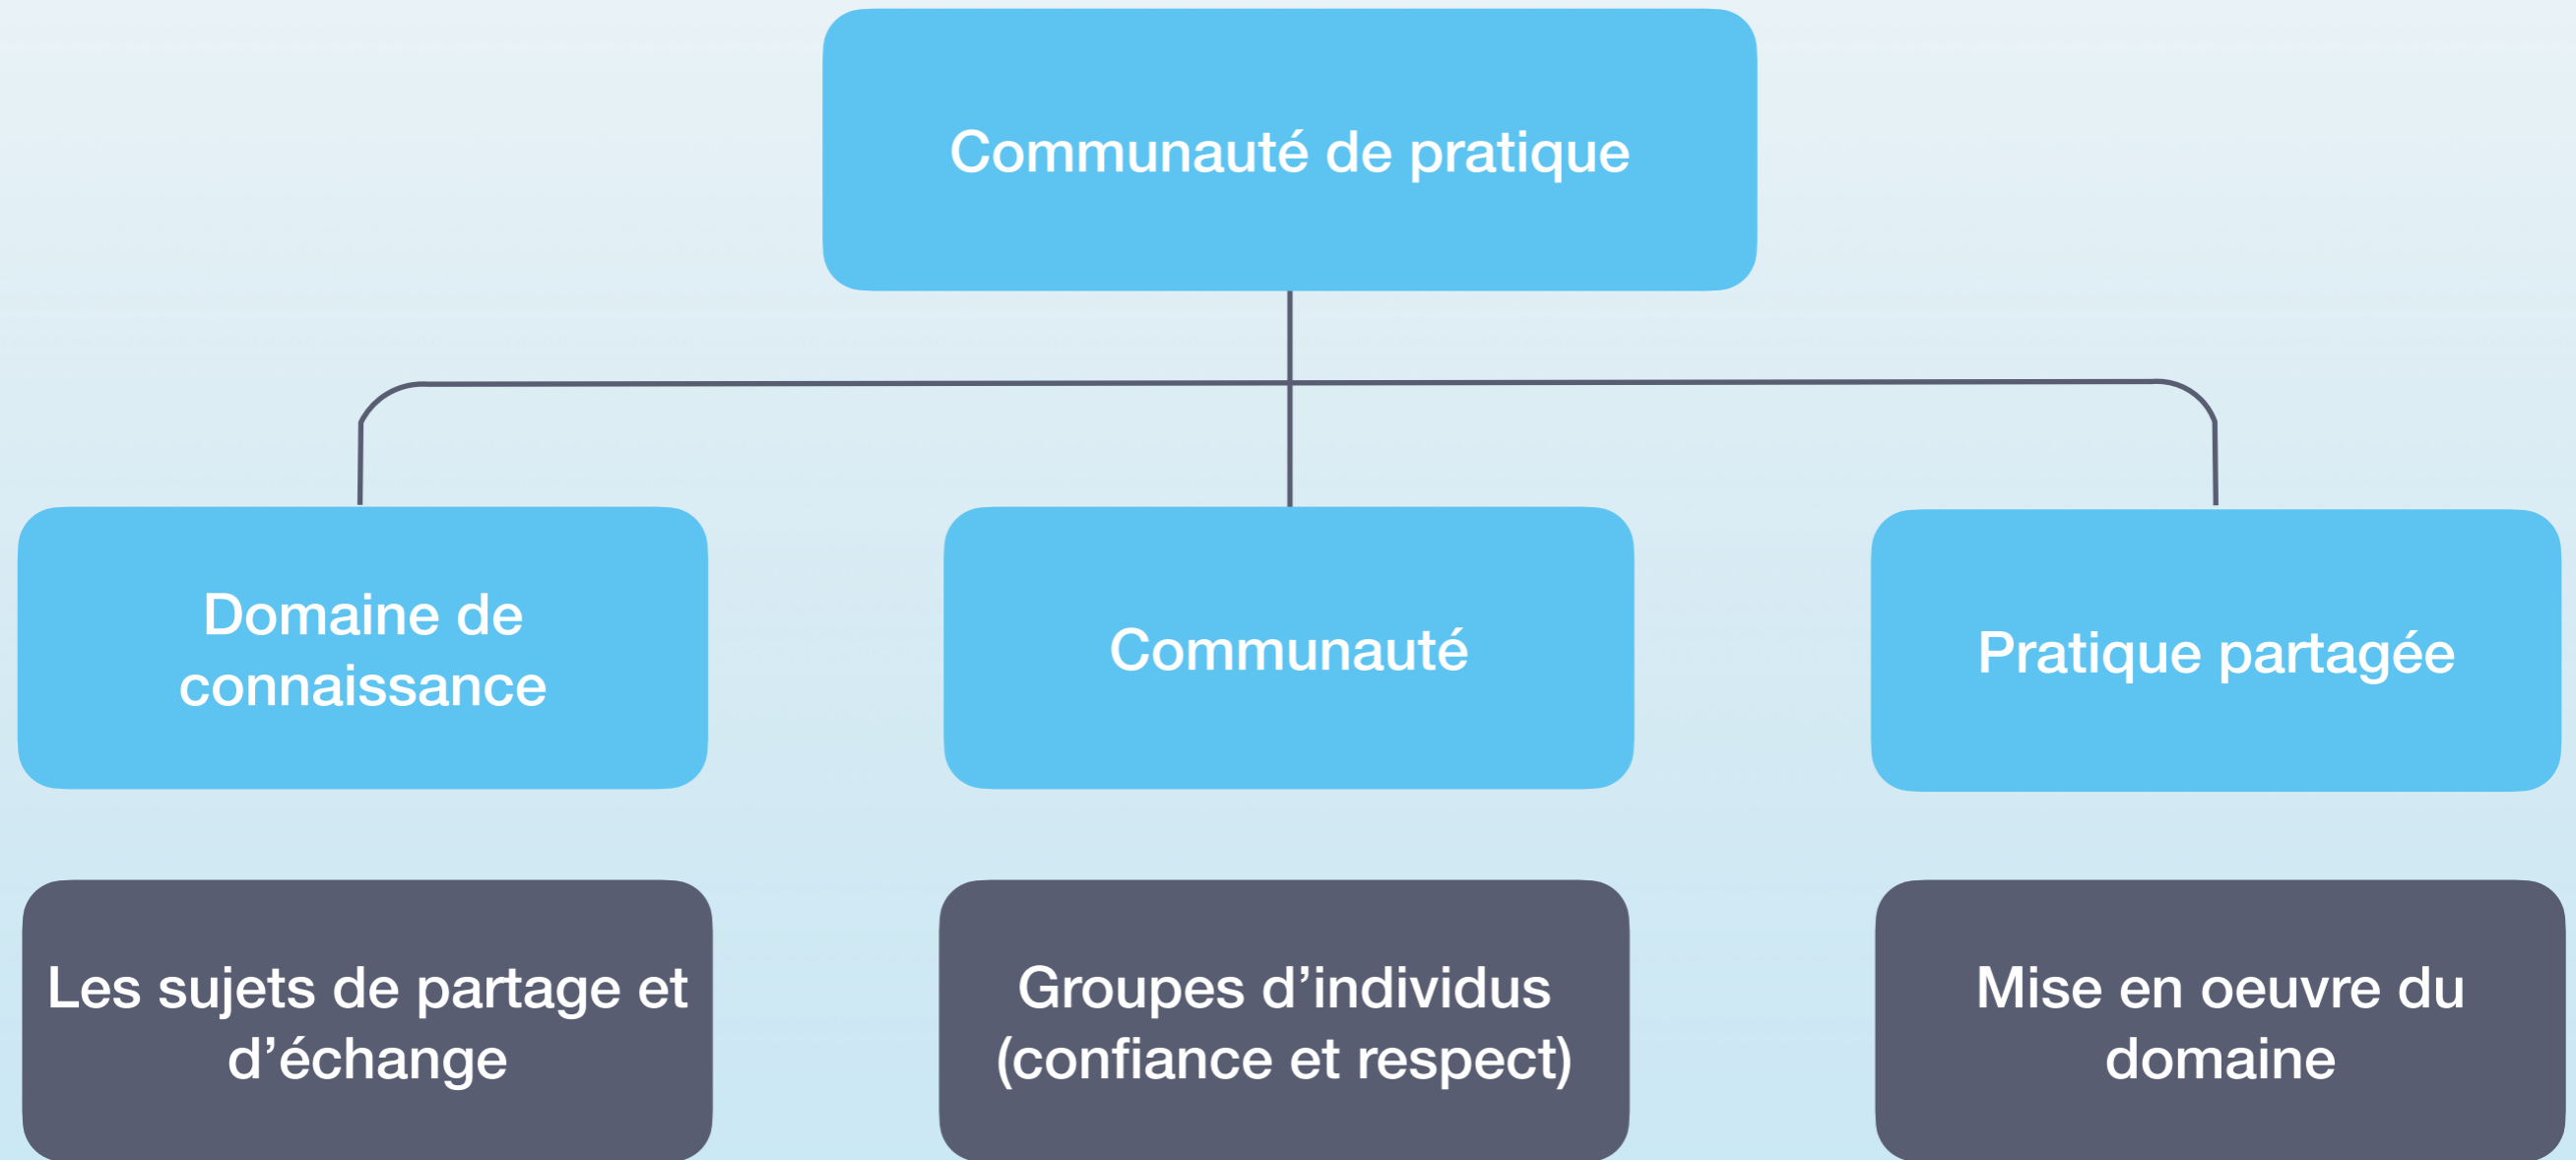 Communauté de pratique
Domaine de
connaissance
Communauté
Pratique partagée
Les sujets de partage et
d’échange
Groupes d’individus
(confiance et respect)
Mise en oeuvre du
domaine